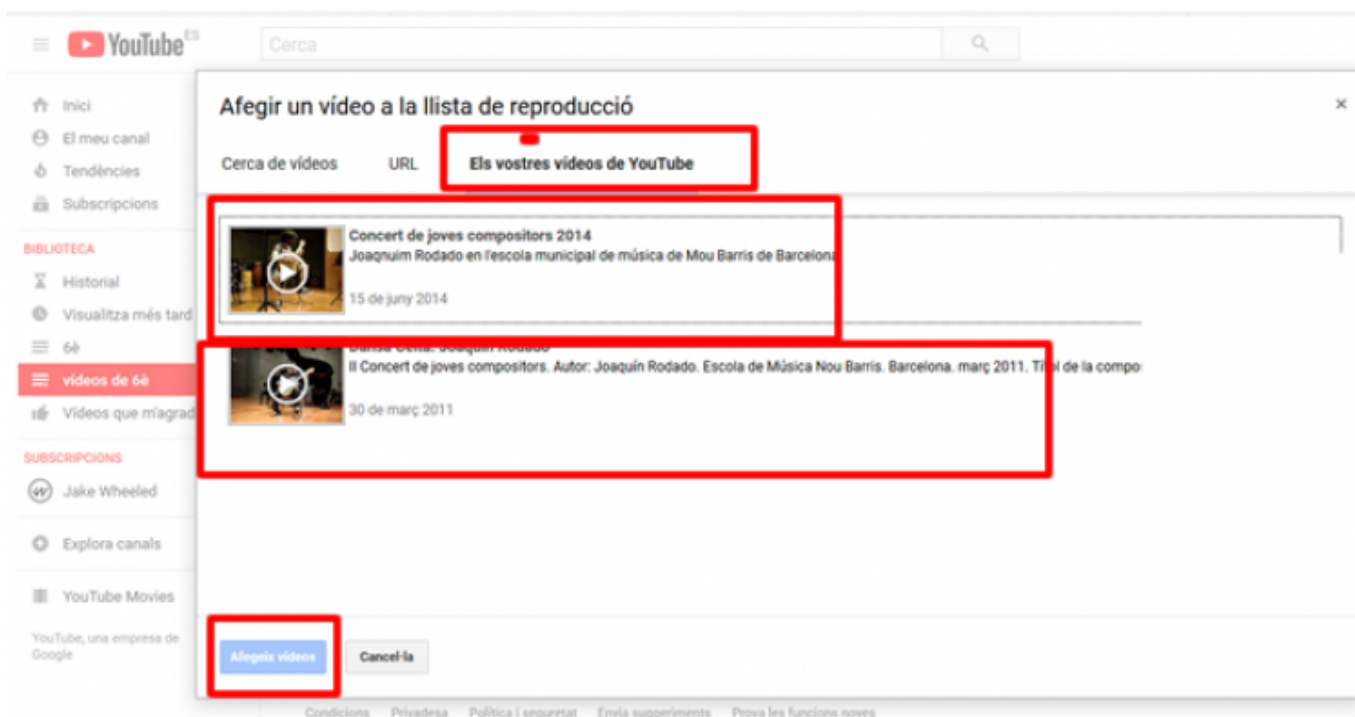 YouTube ES
Cerca
Inici
El meu canal
Tendències
Subscripcions
BIBLIOTECA
Historial
Visualitza més tard
6è
vídeos de 6è
Vídeos que m'agrad
SUBSCRIPCIONS
Jake Wheeled
Explora canals
YouTube Movies
YouTube, una empresa de
Google
Afegir un vídeo a la llista de reproducció
Cerca de vídeos URL Els vostres vídeos de YouTube
Concert de joves compositors 2014
Joaqnuim Rodado en l'escola municipal de música de Mou Barris de Barcelona
15 de juny 2014
Joaquín Rodado
II Concert de joves compositors. Autor: Joaquín Rodado. Escola de Música Nou Barris. Barcelona. març 2011. Títol de la compo
30 de març 2011
Afegeix vídeos Cancel·la
Condicions Privadesa Política i seguretat Envia suggeriments Prova les funcions noves